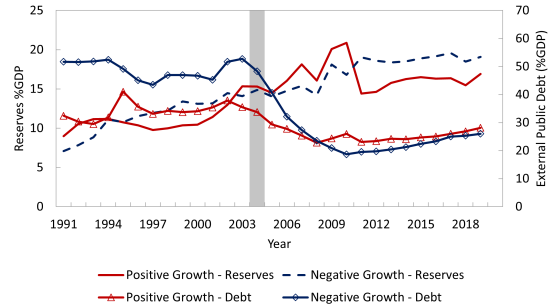 25
20
15
10
5
0
70
60
50
40
30
20
10
0
Reserves %GDP
External Public Debt (%GDP)
1991 1994 1997 2000 2003 2006 2009 2012 2015 2018
Year
Positive Growth - Reserves Negative Growth - Reserves
Positive Growth - Debt Negative Growth - Debt